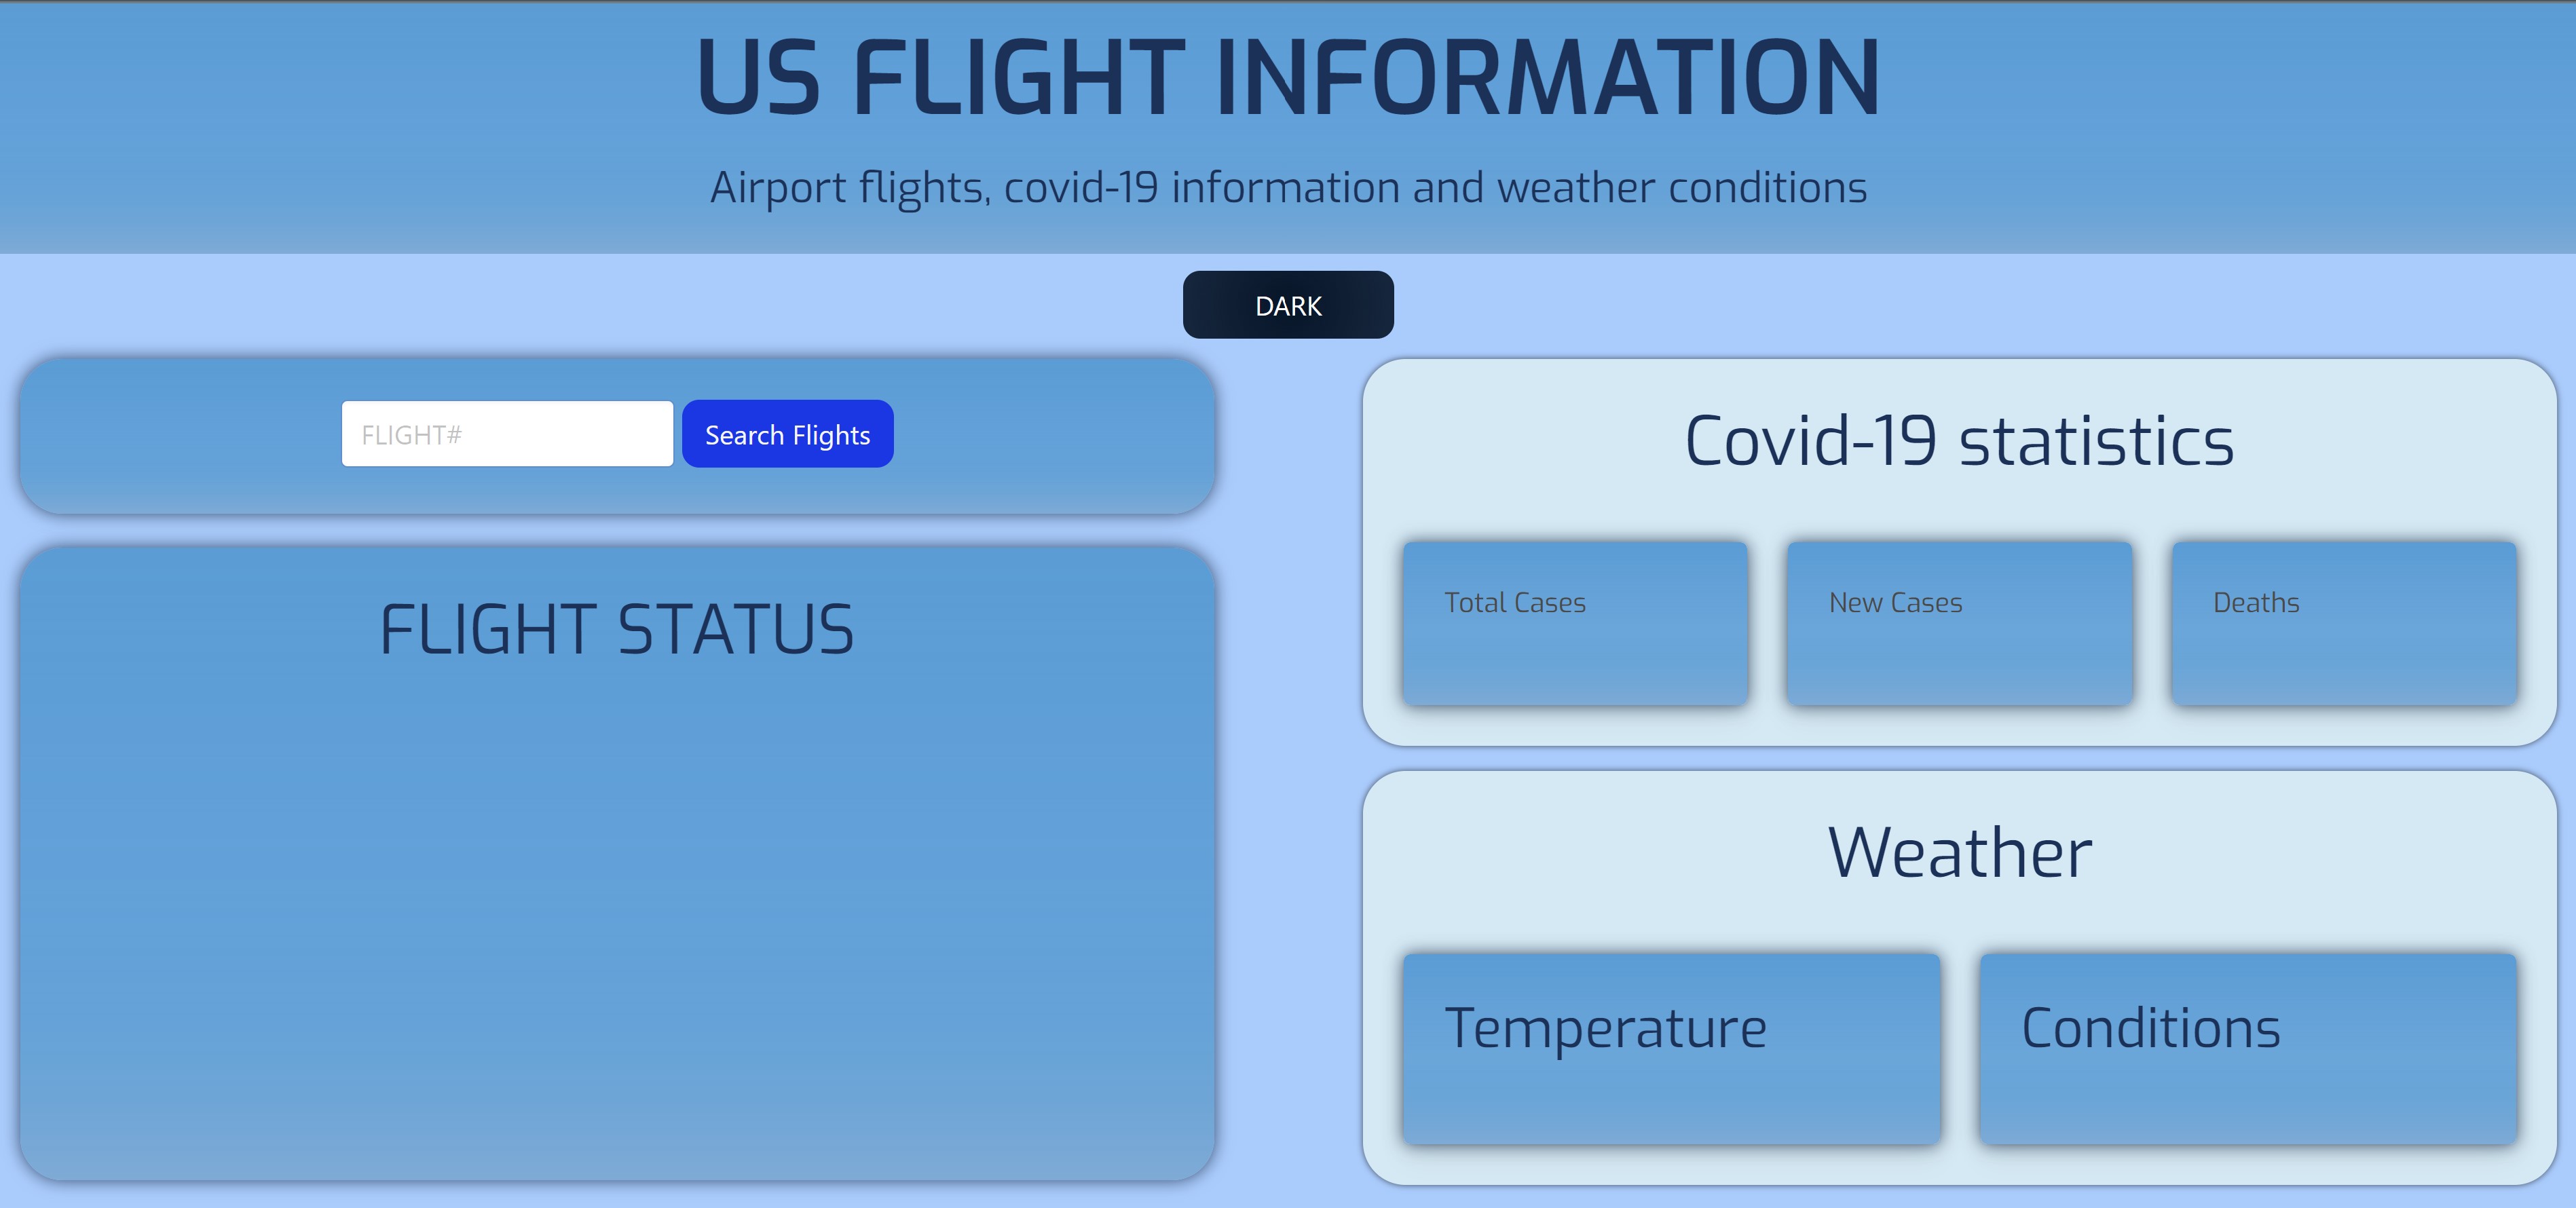 US FLIGHT INFORMATION
Airport flights, covid-19 information and weather conditions
DARK
FLIGHT#
Search Flights
FLIGHT STATUS
Covid-19 statistics
Total Cases
New Cases
Deaths
Weather
Temperature
Conditions